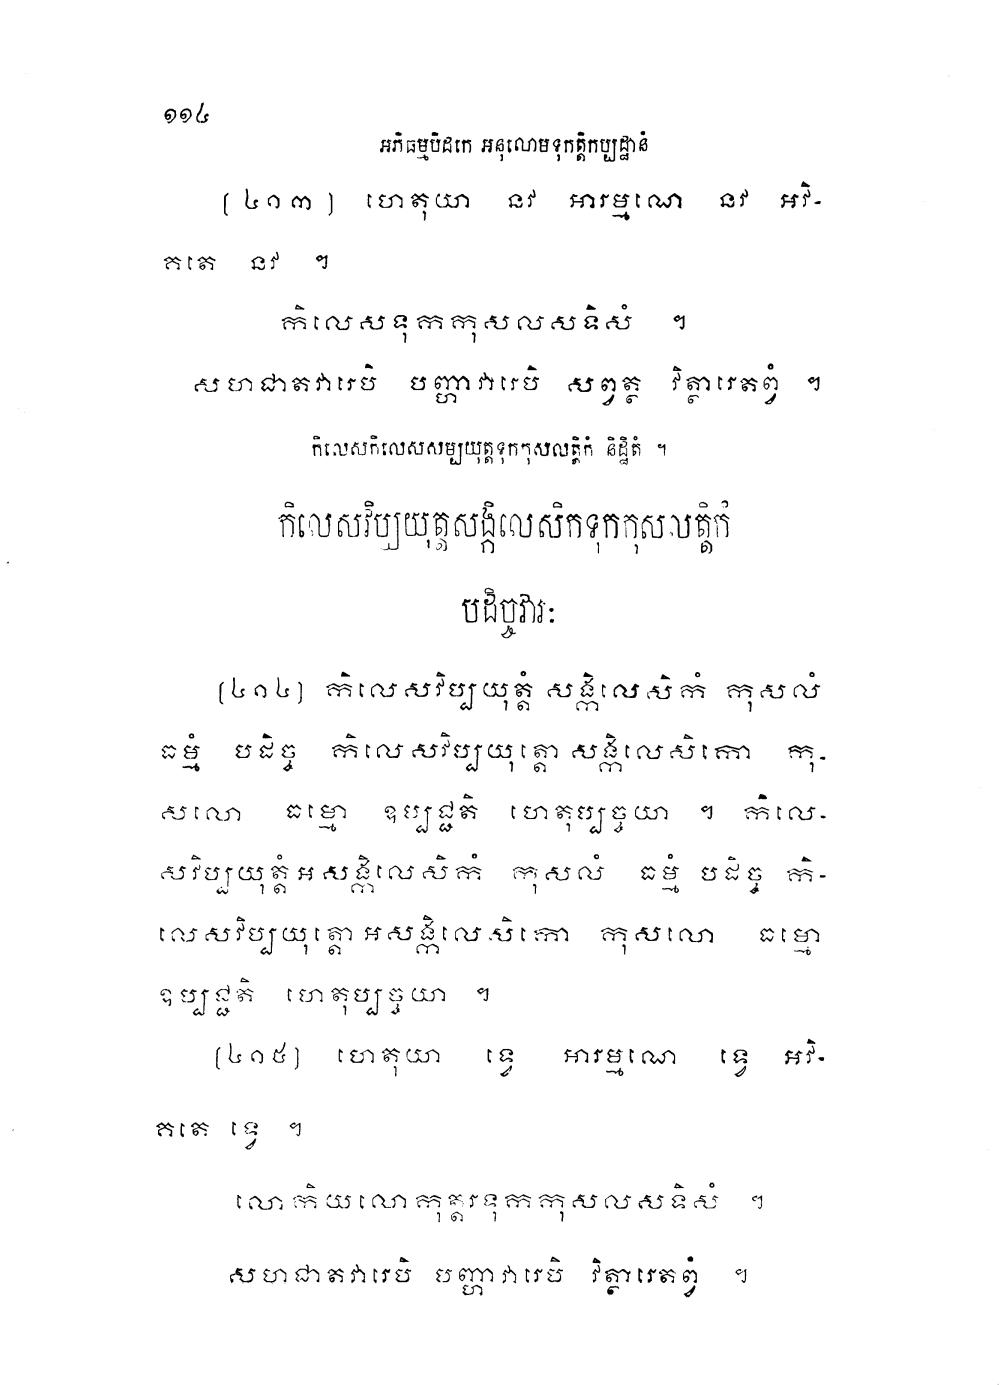 ១១៤
អភិធម្មបិដកេ អនុលោមទុកត្តិកប្បដ្ឋានំ
(៤១៣) ហេតុយា នវ អារម្មណេ នវ អវិ-
គតេ នវ ។
កិលេសទុកកុសលសទិសំ ។
សហជាតវារេបិ បញ្ហាវារេបិ សព្វត្ថ វិត្ថារេតព្វំ ។
កិលេសកិលេសសម្បយុត្តទុកកុសលត្តិកំ និដ្ឋិតំ ។
កិលេសវិប្បយុត្តសង្កិលេសិកទុកកុសលត្តិកំ
បដិច្ចវារៈ
(៤១៤) កិលេសវិប្បយុត្តំ សង្កិលេសិកំ កុសលំ
ធម្មំ បដិច្ច កិលេសវិប្បយុត្តោ សង្កិលេសិកោ កុ-
សលោ ធម្មោ ឧប្បជ្ជតិ ហេតុប្បច្ចយា ។ កិលេ-
សវិប្បយុត្តំ អសង្កិលេសិកំ កុសលំ ធម្មំ បដិច្ច កិ-
លេសវិប្បយុត្តោ អសង្កិលេសិកោ កុសលោ ធម្មោ
ឧប្បជ្ជតិ ហេតុប្បច្ចយា ។
(៤១៥) ហេតុយា ទ្វេ អារម្មណេ ទ្វេ អវិ-
គតេ ទ្វេ ។
លោកិយលោកុត្តរទុកកុសលសទិសំ ។
សហជាតវារេបិ បញ្ហាវារេបិ វិត្ថារេតព្វំ ។